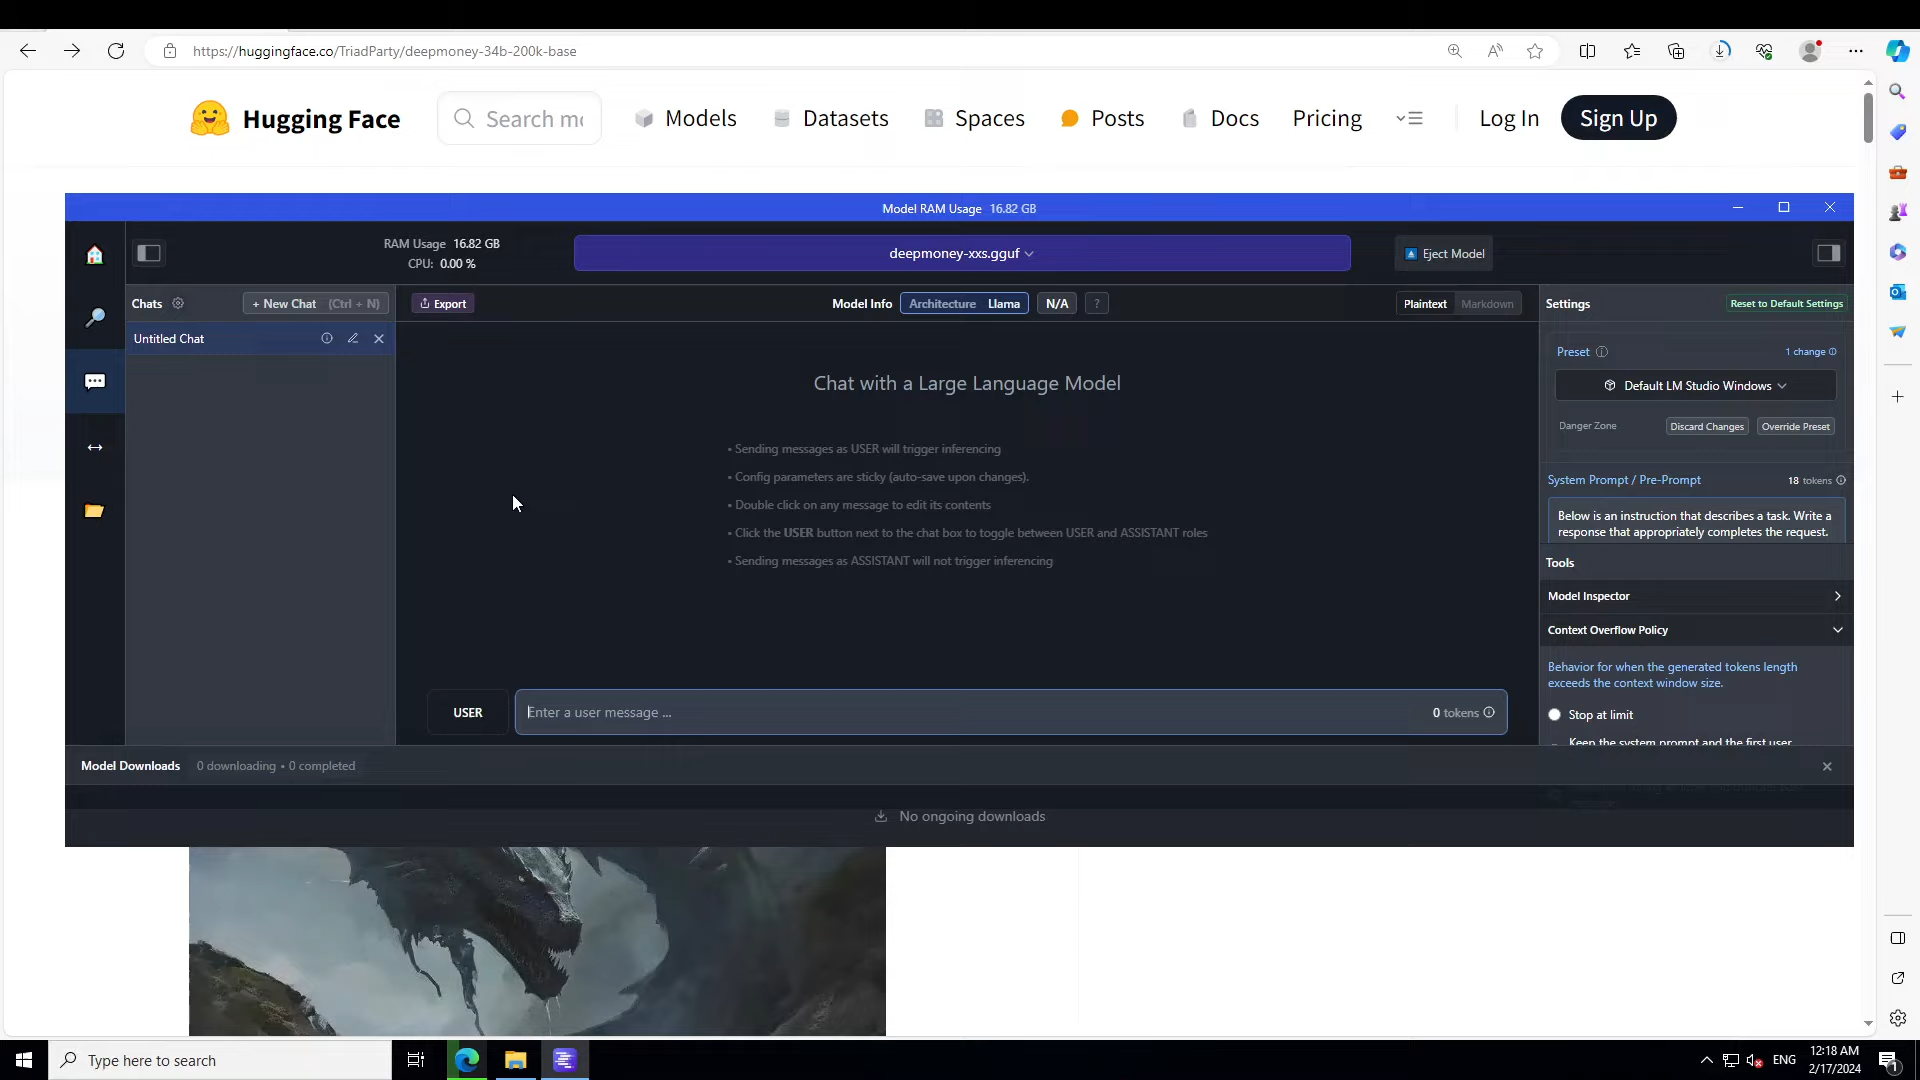 https://huggingface.co/TriadParty/deepmoney-34b-200k-base
Hugging Face
Search mo
Models
Datasets
Spaces
Posts
Docs
Pricing
Log In
Sign Up
Model RAM Usage 16.82 GB
RAM Usage 16.82 GB
CPU: 0.00 %
deepmoney-xxs.gguf
Eject Model
Chats
+ New Chat (Ctrl + N)
Export
Model Info
Architecture Llama
N/A
?
Plaintext
Markdown
Settings
Reset to Default Settings
Untitled Chat
Preset
1 change
Default LM Studio Windows
Danger Zone
Discard Changes
Override Preset
Chat with a Large Language Model
• Sending messages as USER will trigger inferencing
• Config parameters are sticky (auto-save upon changes).
• Double click on any message to edit its contents
• Click the USER button next to the chat box to toggle between USER and ASSISTANT roles
• Sending messages as ASSISTANT will not trigger inferencing
System Prompt / Pre-Prompt
18 tokens
Below is an instruction that describes a task. Write a
response that appropriately completes the request.
Tools
Model Inspector
Context Overflow Policy
Behavior for when the generated tokens length
exceeds the context window size.
Stop at limit
Keep the system prompt and the first user
USER
Enter a user message ...
0 tokens
Model Downloads
0 downloading • 0 completed
No ongoing downloads
Type here to search
ENG
12:18 AM
2/17/2024
1